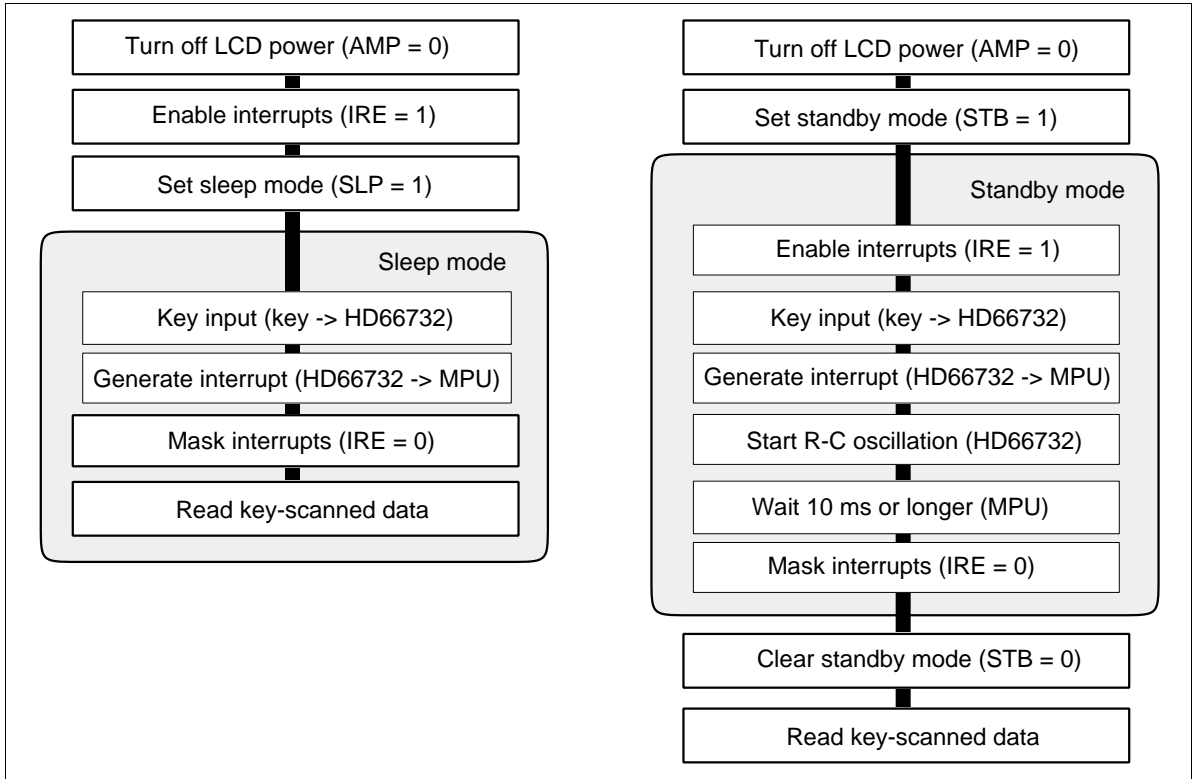 Turn off LCD power (AMP = 0)
Enable interrupts (IRE = 1)
Set sleep mode (SLP = 1)
Sleep mode
Key input (key -> HD66732)
Generate interrupt (HD66732 -> MPU)
Mask interrupts (IRE = 0)
Read key-scanned data
Turn off LCD power (AMP = 0)
Set standby mode (STB = 1)
Standby mode
Enable interrupts (IRE = 1)
Key input (key -> HD66732)
Generate interrupt (HD66732 -> MPU)
Start R-C oscillation (HD66732)
Wait 10 ms or longer (MPU)
Mask interrupts (IRE = 0)
Clear standby mode (STB = 0)
Read key-scanned data